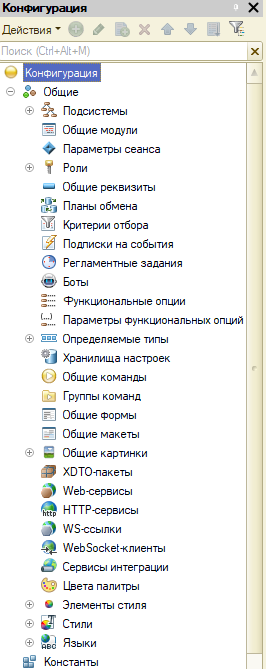 Конфигурация
Действия
Поиск (Ctrl+Alt+M)
Конфигурация
Общие
Подсистемы
Общие модули
Параметры сеанса
Роли
Общие реквизиты
Планы обмена
Критерии отбора
Подписки на события
Регламентные задания
Боты
Функциональные опции
Параметры функциональных опций
Определяемые типы
Хранилища настроек
Общие команды
Группы команд
Общие формы
Общие макеты
Общие картинки
XDTO-пакеты
Web-сервисы
HTTP-сервисы
WS-ссылки
WebSocket-клиенты
Сервисы интеграции
Цвета палитры
Элементы стиля
Стили
Языки
Константы